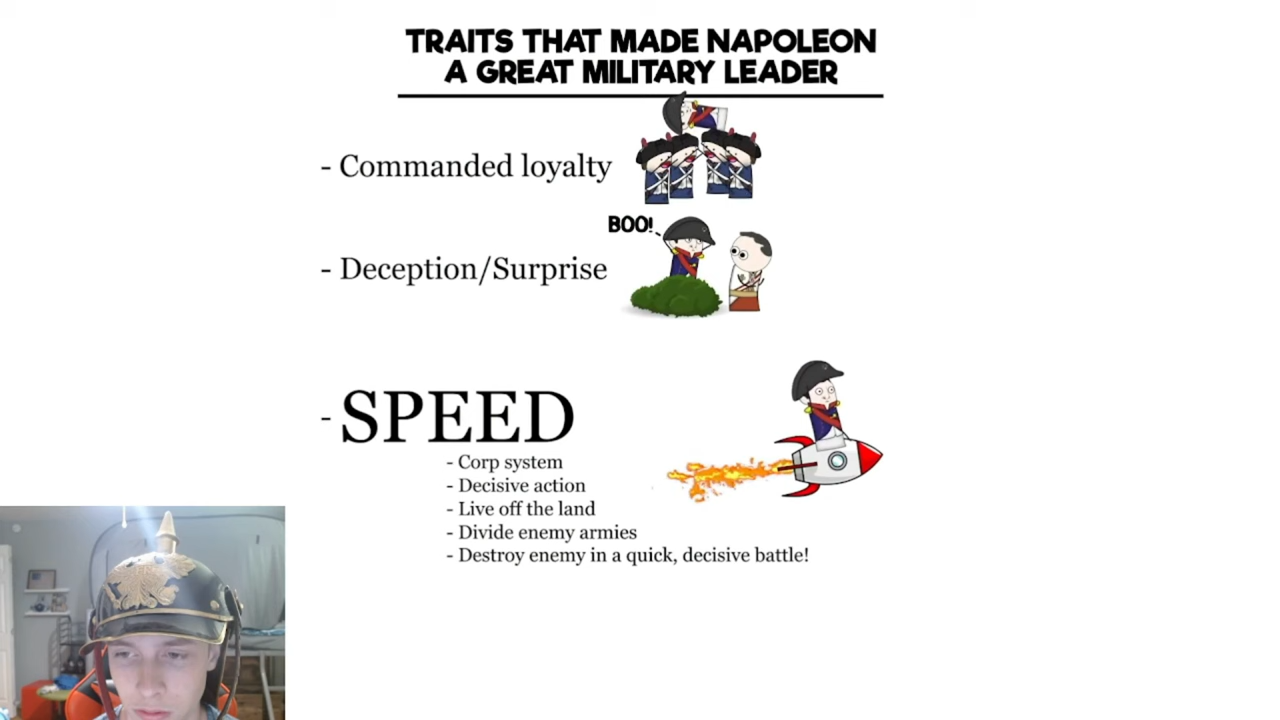 TRAITS THAT MADE NAPOLEON
A GREAT MILITARY LEADER
- Commanded loyalty
BOO!
- Deception/Surprise
- SPEED
- Corp system
- Decisive action
- Live off the land
- Divide enemy armies
- Destroy enemy in a quick, decisive battle!